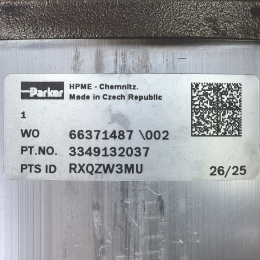 Parker
HPME - Chemnitz.
Made in Czech Republic
1
WO 66371487 \002
PT.NO. 3349132037
PTS ID RXQZW3MU
26/25